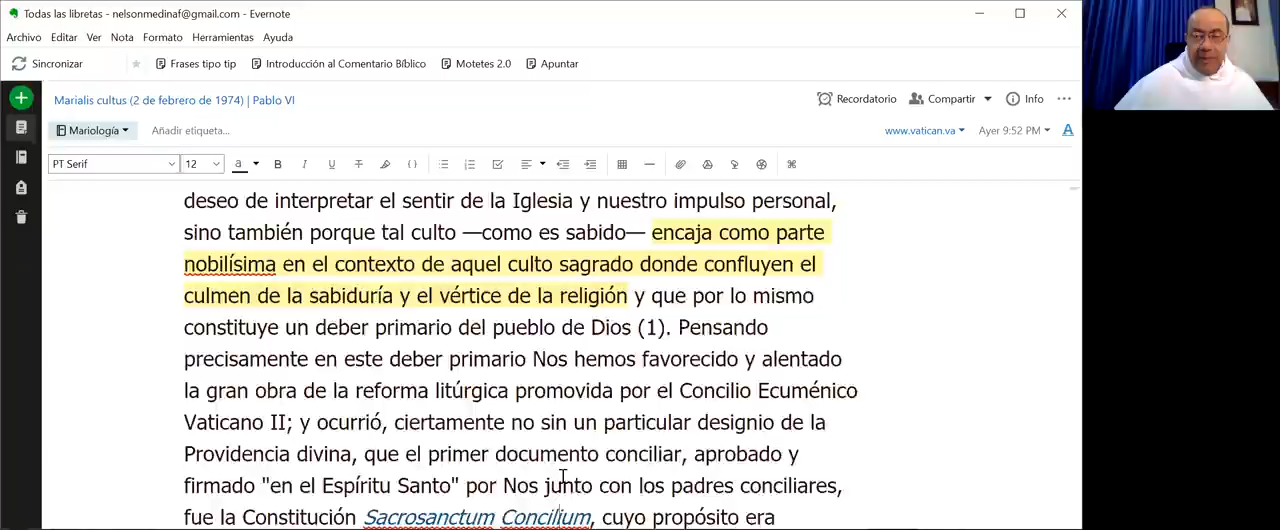 Todas las libretas - nelsonmedinaf@gmail.com - Evernote
Archivo Editar Ver Nota Formato Herramientas Ayuda
Sincronizar Frases tipo tip Introducción al Comentario Bíblico Motetes 2.0 Apuntar
Marialis cultus (2 de febrero de 1974) | Pablo VI Recordatorio Compartir Info
Mariología Añadir etiqueta... www.vatican.va Ayer 9:52 PM A
PT Serif 12 a B I U T
deseo de interpretar el sentir de la Iglesia y nuestro impulso personal,
sino también porque tal culto —como es sabido— encaja como parte
nobilísima en el contexto de aquel culto sagrado donde confluyen el
culmen de la sabiduría y el vértice de la religión y que por lo mismo
constituye un deber primario del pueblo de Dios (1). Pensando
precisamente en este deber primario Nos hemos favorecido y alentado
la gran obra de la reforma litúrgica promovida por el Concilio Ecuménico
Vaticano II; y ocurrió, ciertamente no sin un particular designio de la
Providencia divina, que el primer documento conciliar, aprobado y
firmado "en el Espíritu Santo" por Nos junto con los padres conciliares,
fue la Constitución Sacrosanctum Concilium, cuyo propósito era